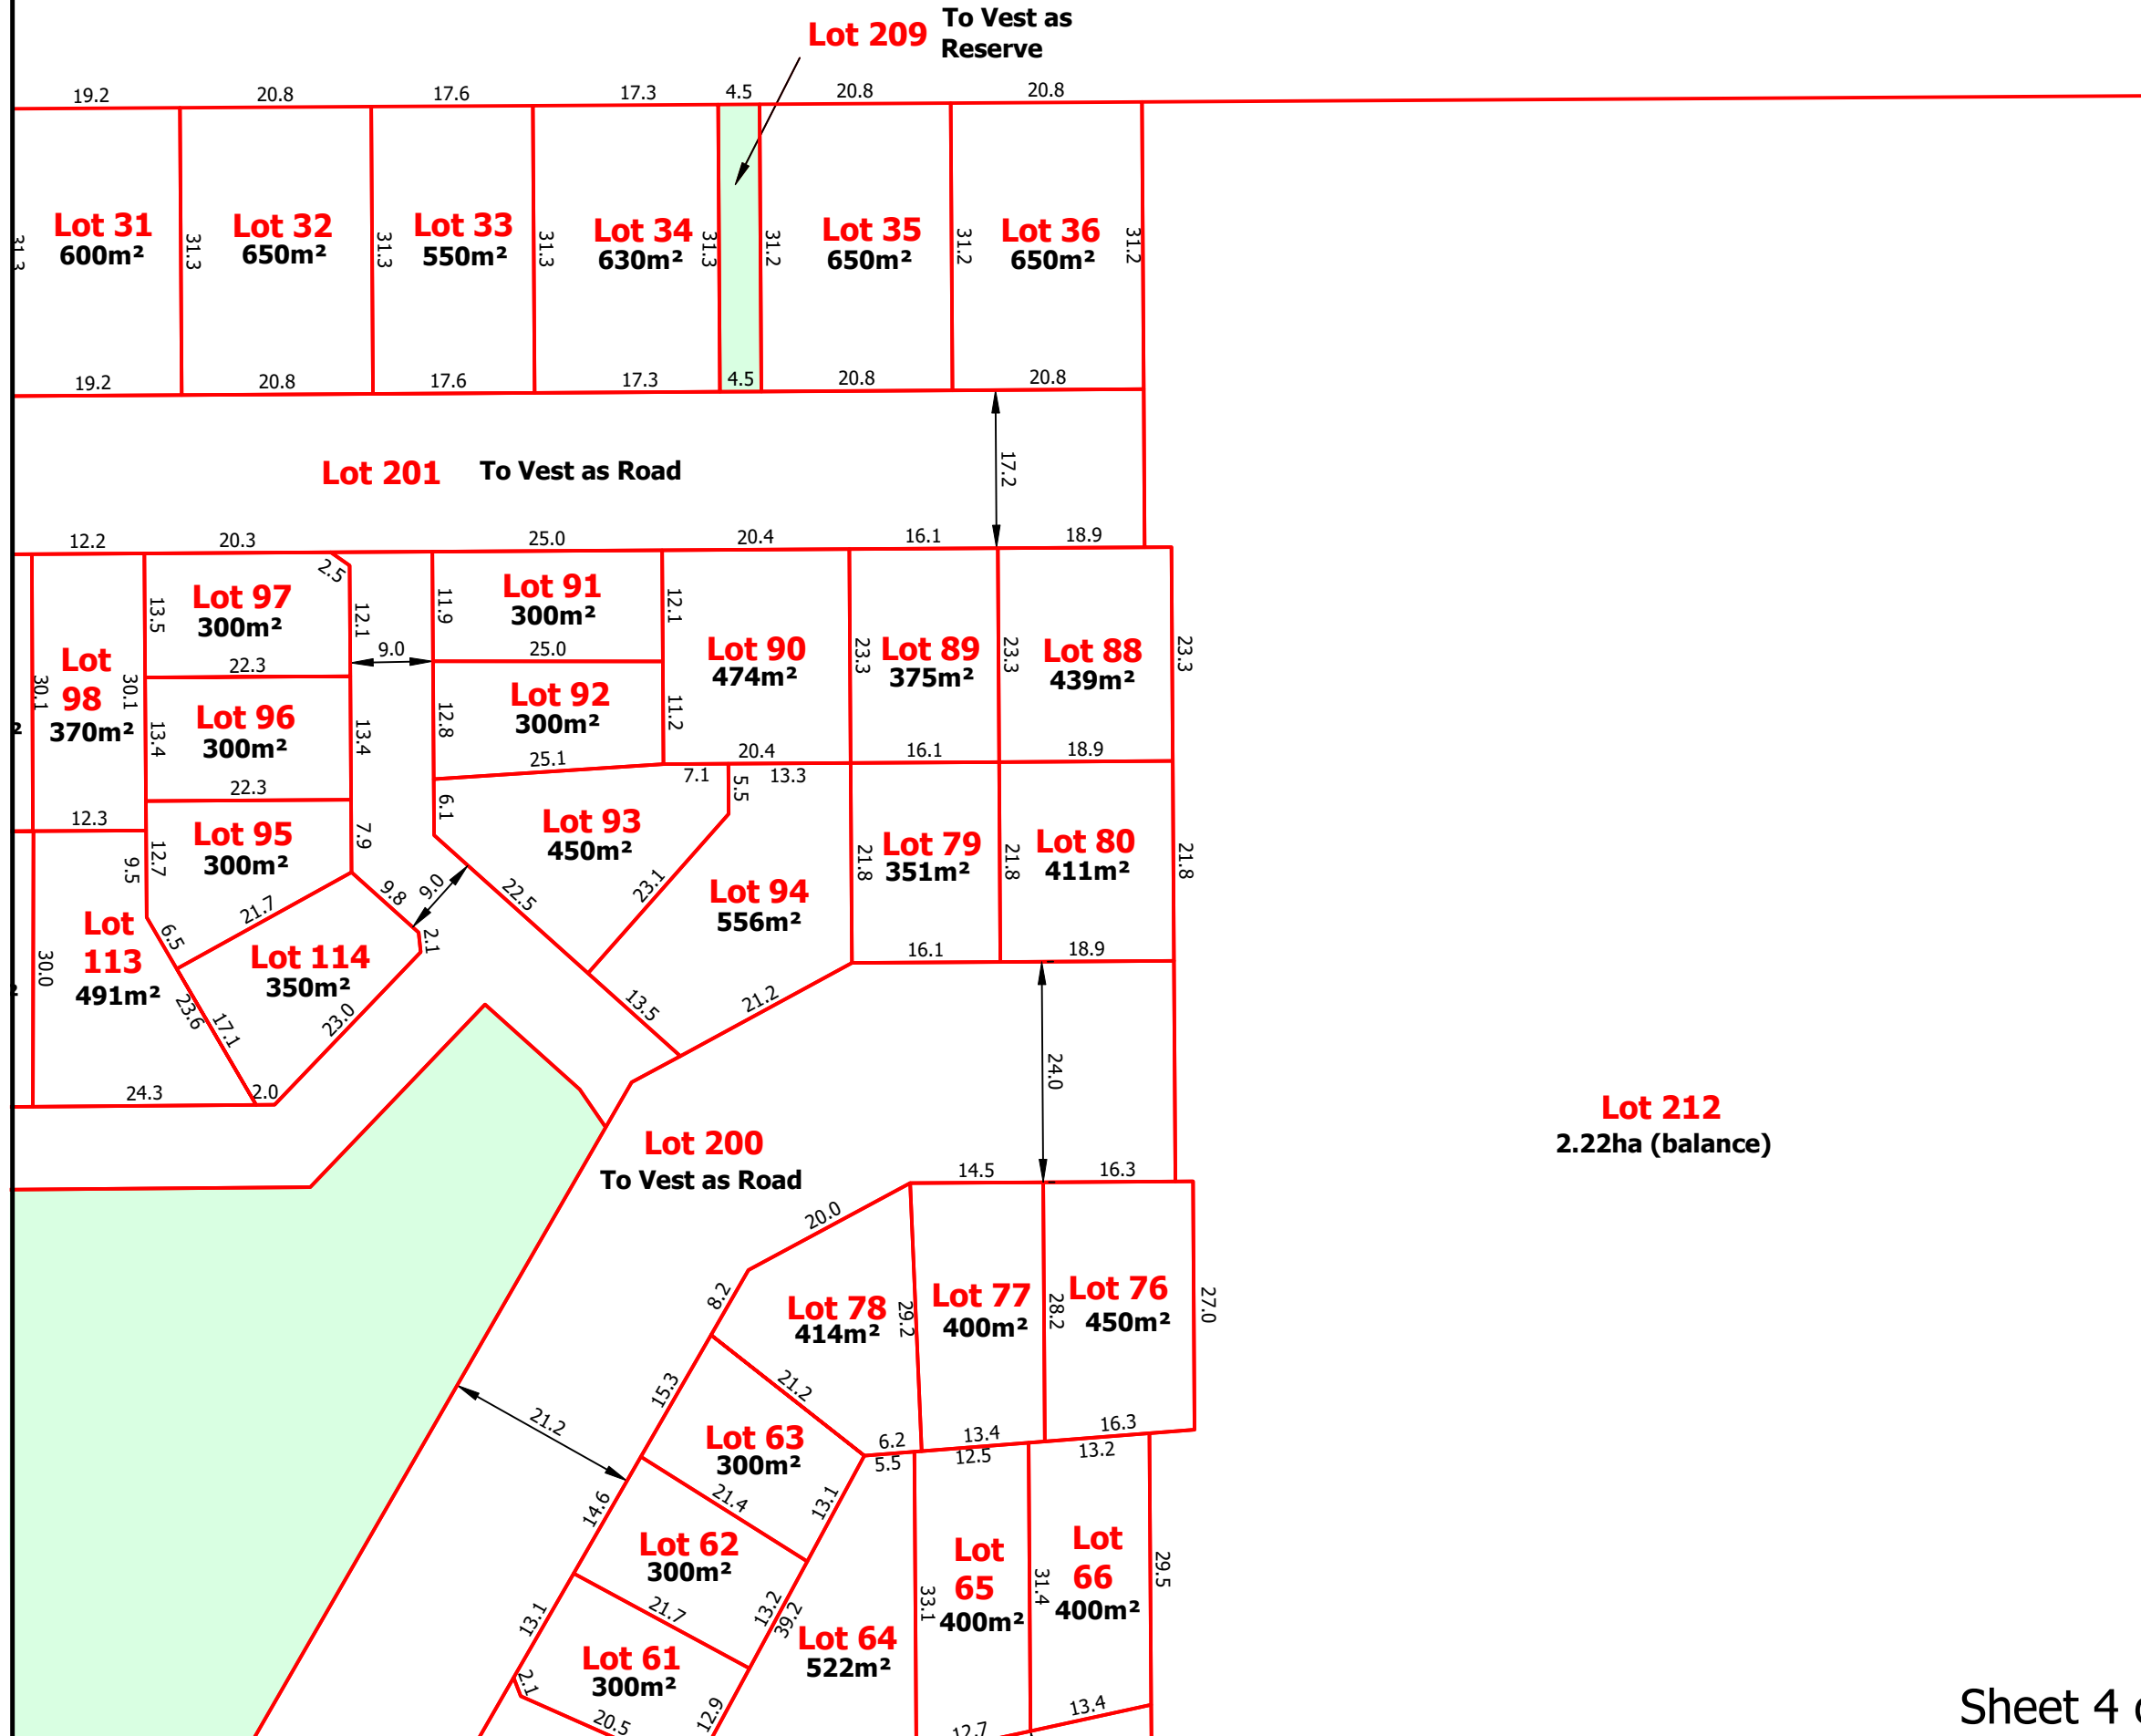 To Vest as
Lot 209
Reserve
19.2
20.8
17.6
17.3
4.5
20.8
20.8
31.3
Lot 31
600m²
31.3
Lot 32
650m²
31.3
Lot 33
550m²
31.3
Lot 34
630m²
31.3
31.2
Lot 35
650m²
31.2
Lot 36
650m²
31.2
19.2
20.8
17.6
17.3
4.5
20.8
20.8
Lot 201
To Vest as Road
17.2
12.2
20.3
25.0
20.4
16.1
18.9
2.5
13.5
Lot 97
300m²
12.1
9.0
11.9
Lot 91
300m²
12.1
25.0
Lot 90
474m²
23.3
Lot 89
375m²
23.3
Lot 88
439m²
23.3
30.1
Lot
98
370m²
30.1
22.3
13.4
Lot 96
300m²
13.4
12.8
Lot 92
300m²
11.2
25.1
20.4
16.1
18.9
7.1
5.5
13.3
22.3
6.1
12.3
9.5
12.7
Lot 95
300m²
7.9
Lot 93
450m²
21.8
Lot 79
351m²
21.8
Lot 80
411m²
21.8
21.7
9.8
9.0
22.5
23.1
Lot 94
556m²
6.5
2.1
Lot
113
491m²
30.0
Lot 114
350m²
16.1
18.9
23.6
17.1
23.0
13.5
21.2
24.3
2.0
24.0
Lot 200
To Vest as Road
Lot 212
2.22ha (balance)
14.5
16.3
20.0
8.2
Lot 78
414m²
29.2
Lot 77
400m²
28.2
Lot 76
450m²
27.0
15.3
21.2
21.2
Lot 63
300m²
6.2
13.4
16.3
5.5
12.5
13.2
14.6
21.4
13.1
Lot 62
300m²
Lot
65
400m²
33.1
31.4
Lot
66
400m²
29.5
13.1
21.7
13.2
39.2
Lot 64
522m²
Lot 61
300m²
2.1
20.5
12.9
12.7
13.4
Sheet 4